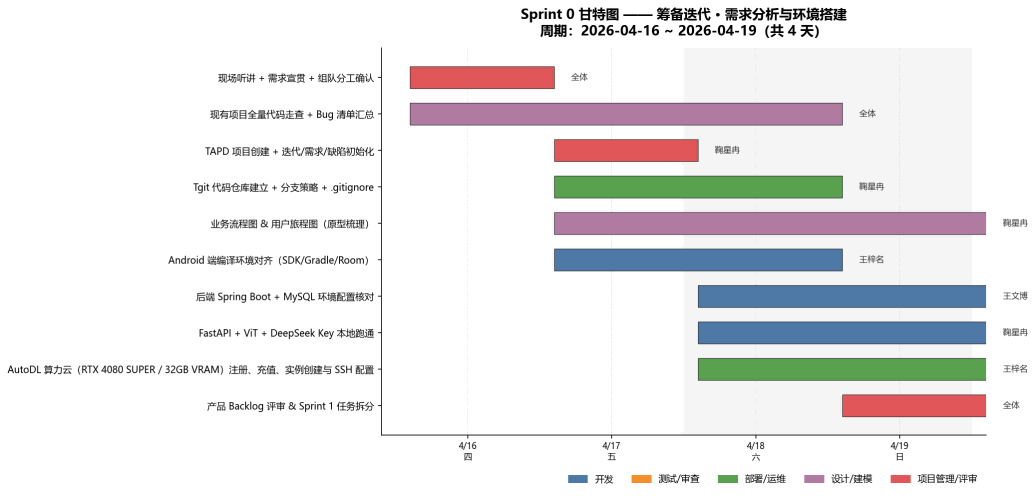 Sprint 0 甘特图 —— 筹备迭代 · 需求分析与环境搭建
周期：2026-04-16 ~ 2026-04-19（共 4 天）
现场听讲 + 需求宣贯 + 组队分工确认
全体
现有项目全量代码走查 + Bug 清单汇总
全体
TAPD 项目创建 + 迭代/需求/缺陷初始化
鞠星冉
Tgit 代码仓库建立 + 分支策略 + .gitignore
鞠星冉
业务流程图 & 用户旅程图（原型梳理）
鞠星冉
Android 端编译环境对齐（SDK/Gradle/Room）
王梓名
后端 Spring Boot + MySQL 环境配置核对
王文博
FastAPI + ViT + DeepSeek Key 本地跑通
鞠星冉
AutoDL 算力云（RTX 4080 SUPER / 32GB VRAM）注册、充值、实例创建与 SSH 配置
王梓名
产品 Backlog 评审 & Sprint 1 任务拆分
全体
4/16 4/17 4/18 4/19
四 五 六 日
开发 测试/审查 部署/运维 设计/建模 项目管理/评审